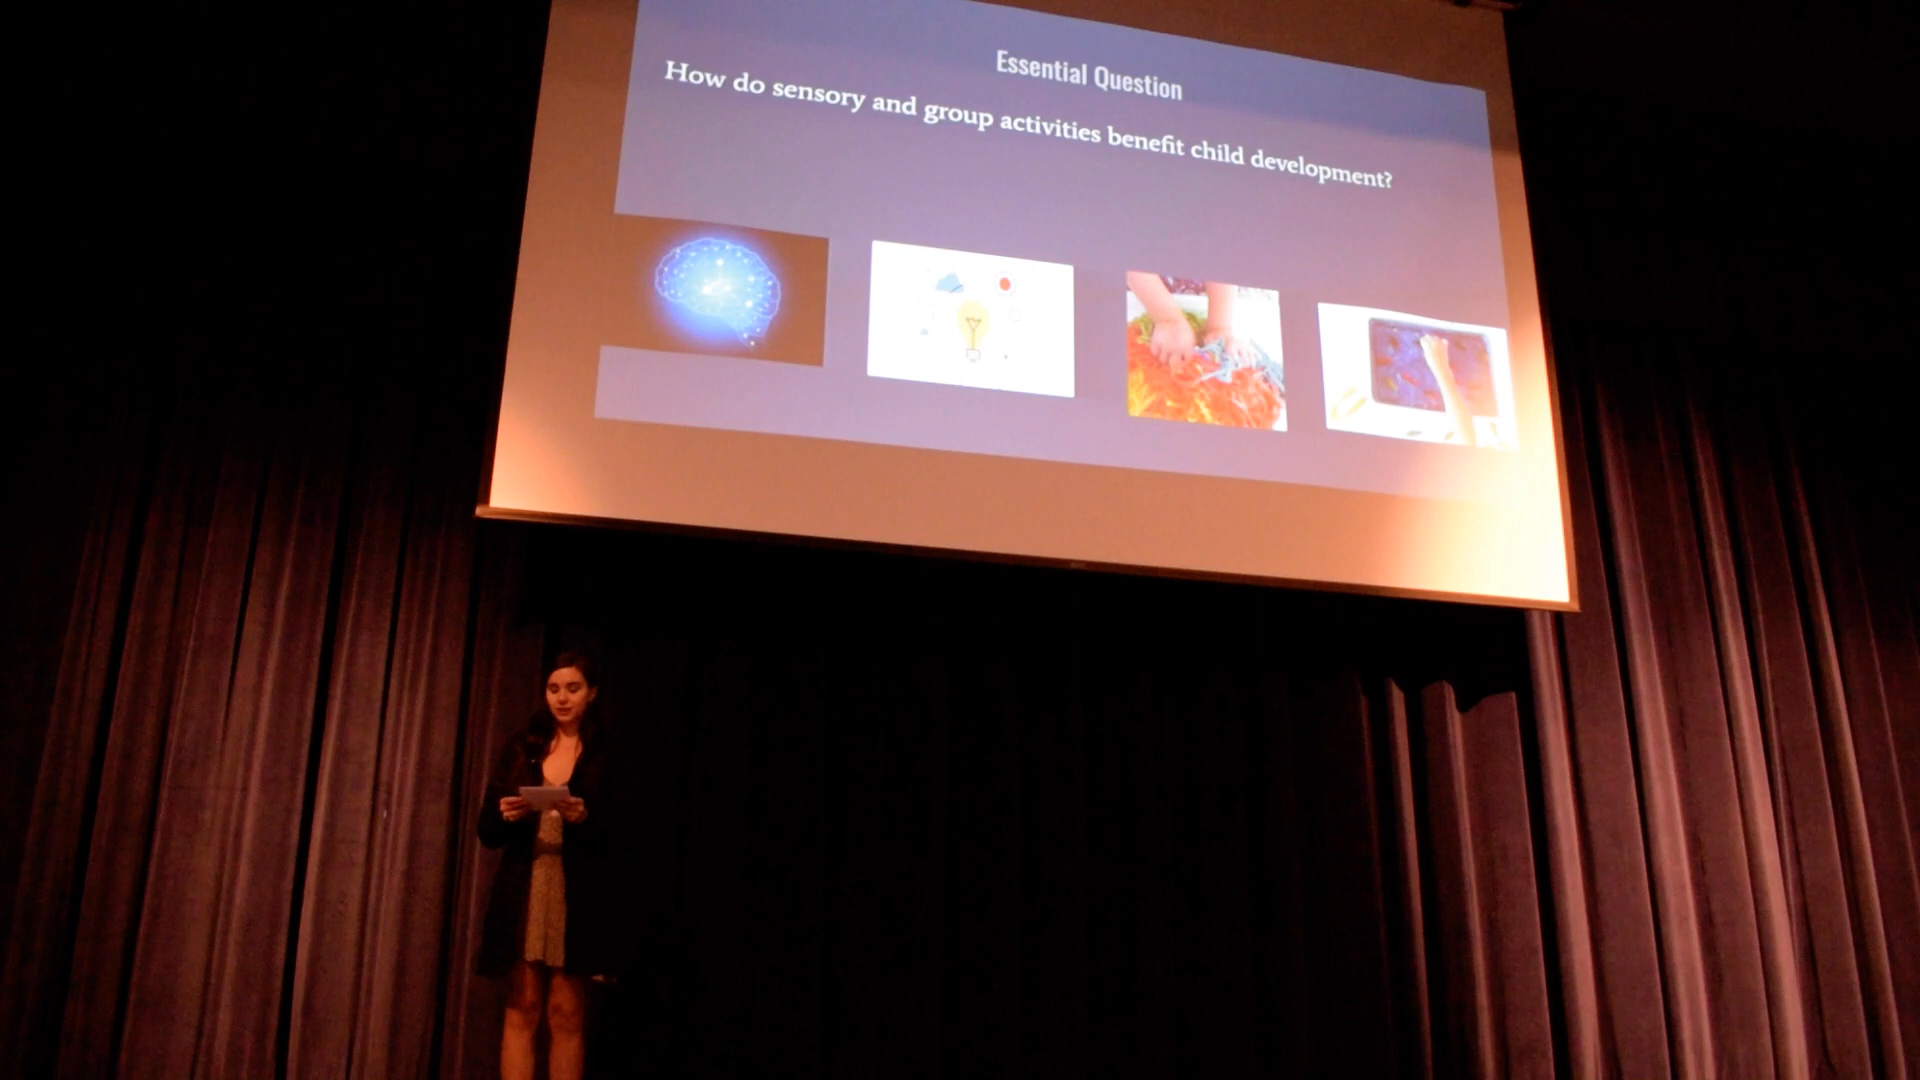 Essential Question
How do sensory and group activities benefit child development?